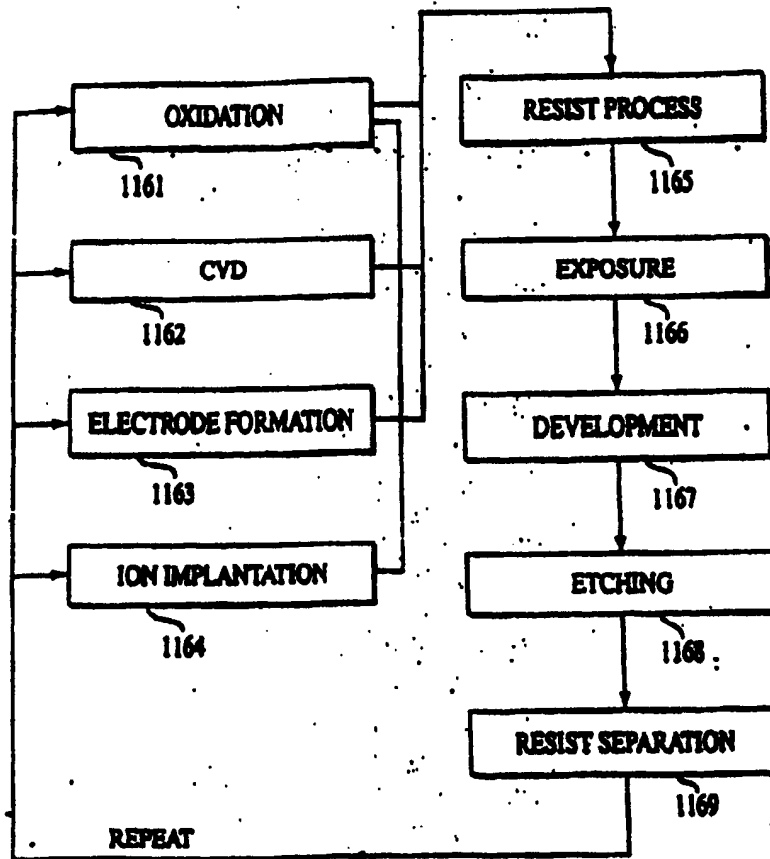 OXIDATION
1161
CVD
1162
ELECTRODE FORMATION
1163
ION IMPLANTATION
1164
RESIST PROCESS
1165
EXPOSURE
1166
DEVELOPMENT
1167
ETCHING
1168
RESIST SEPARATION
1169
REPEAT